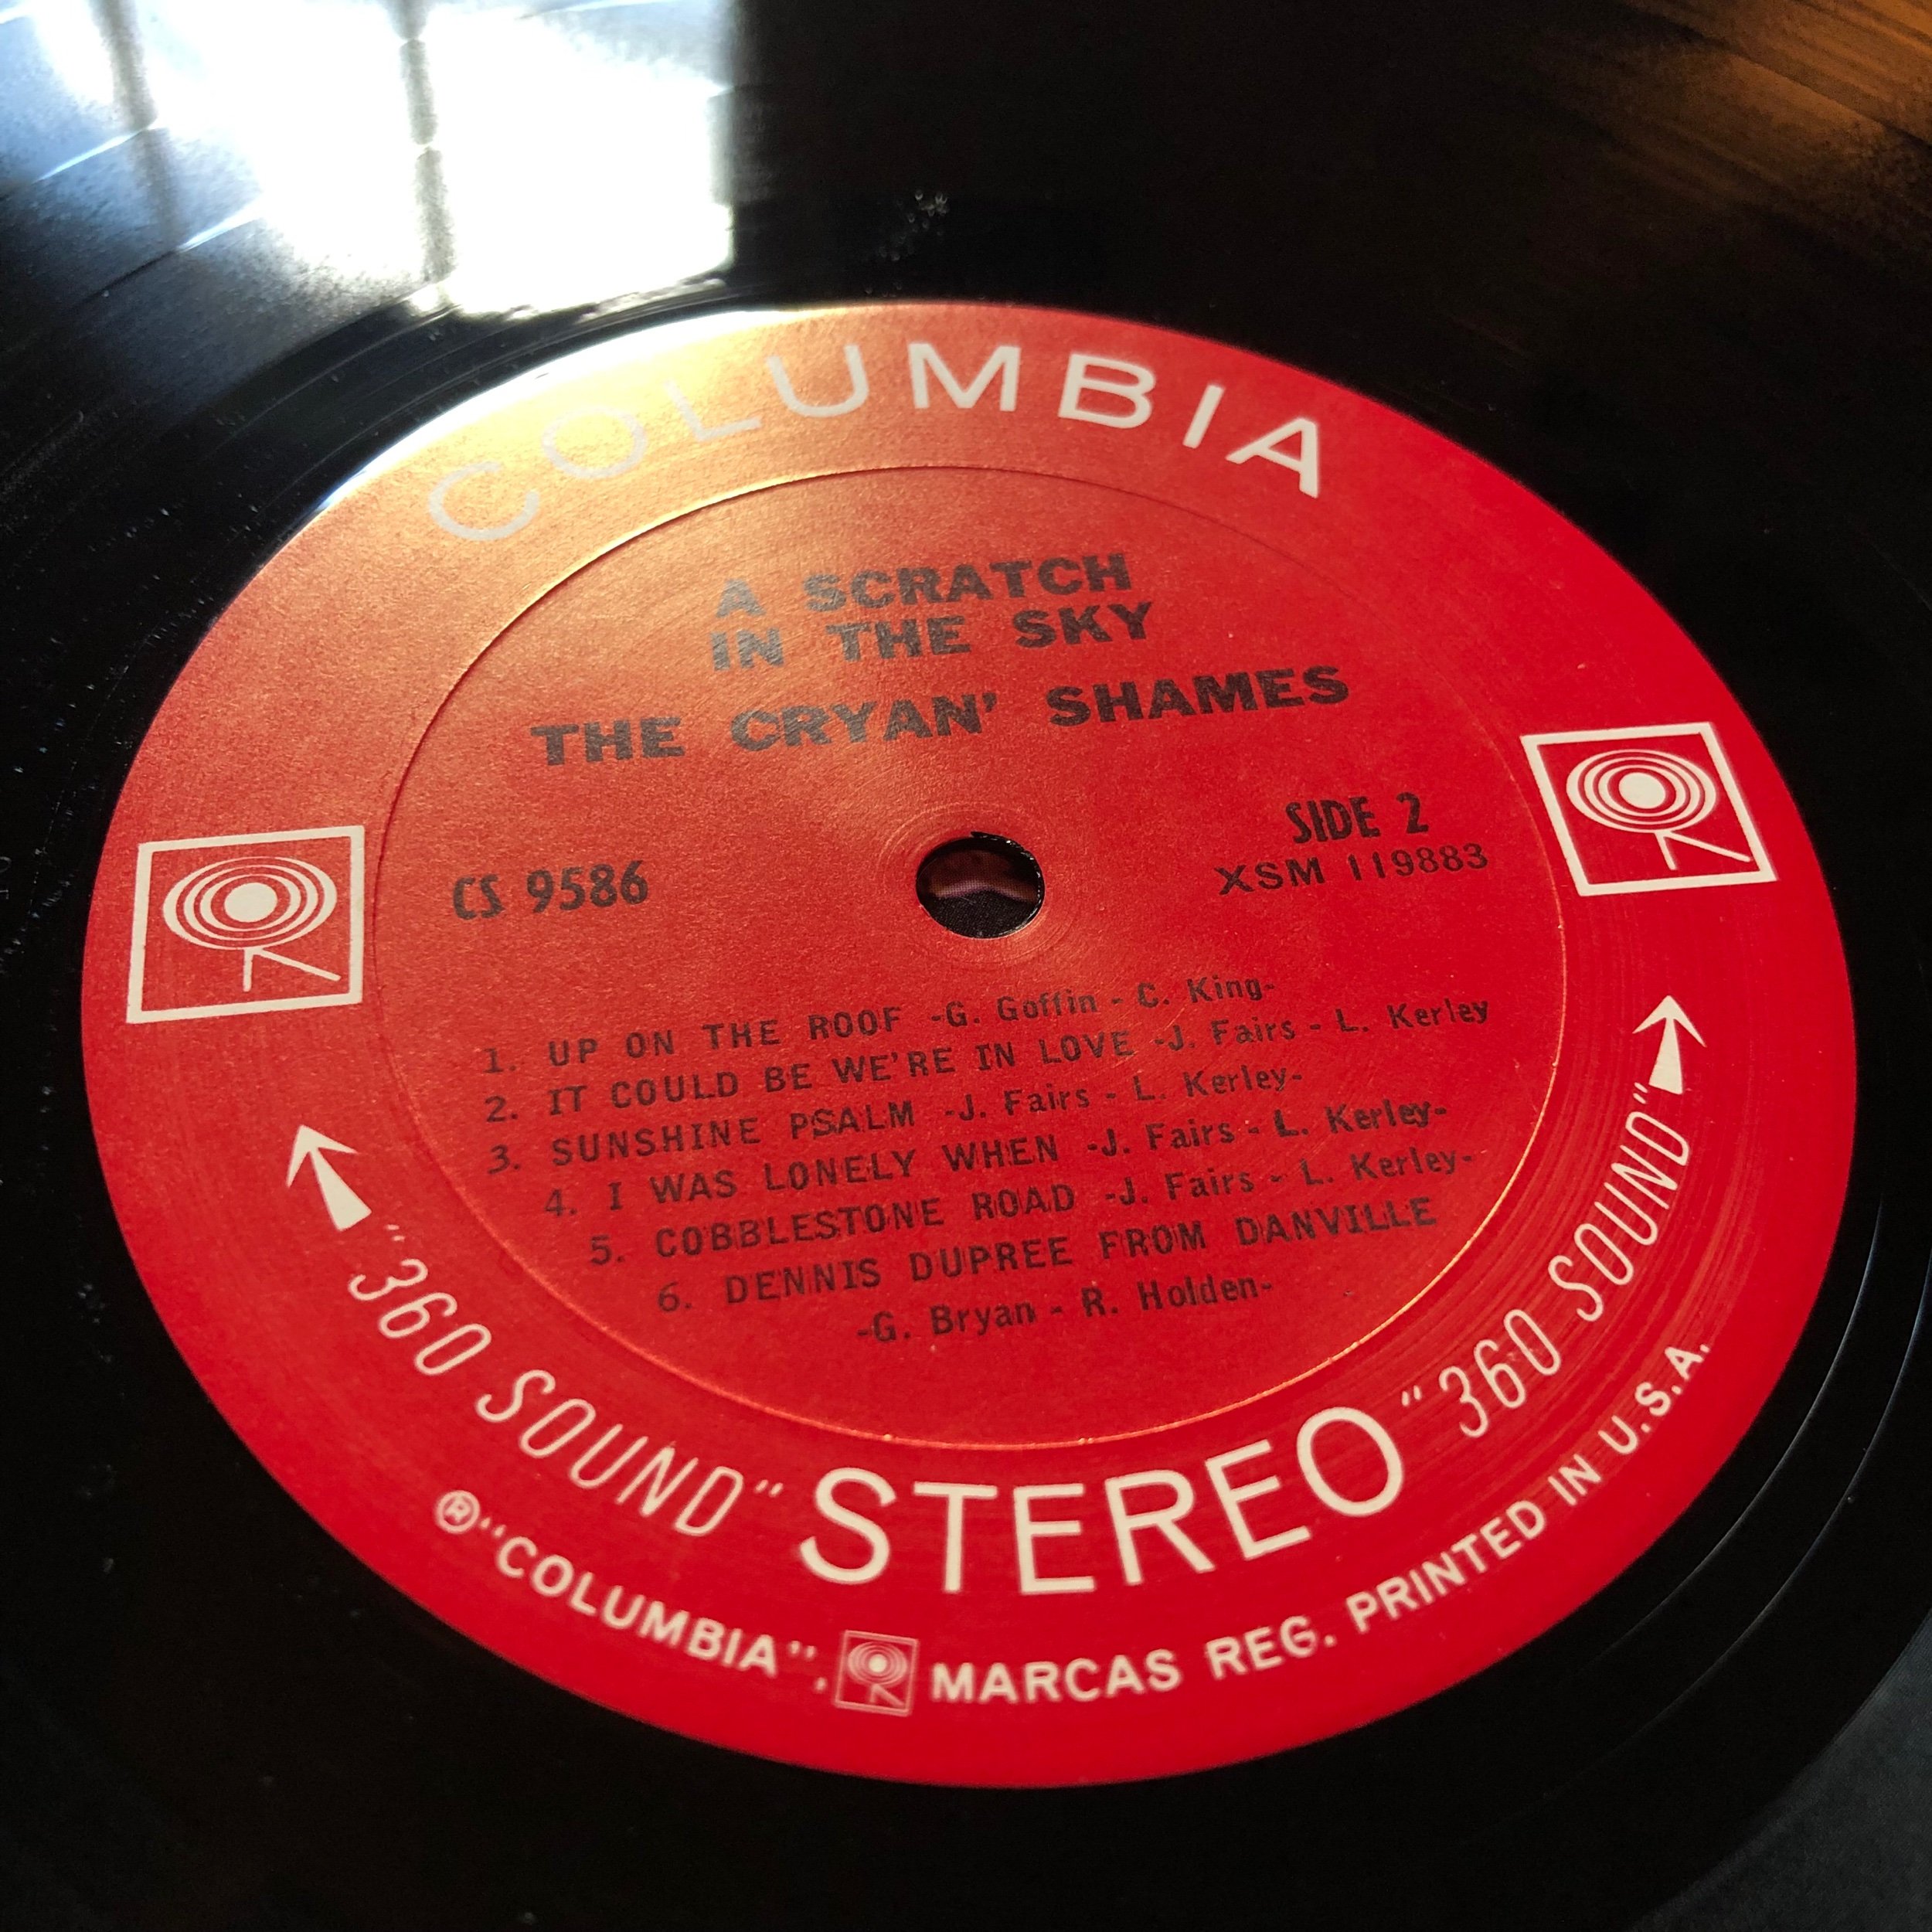 COLUMBIA
A SCRATCH
IN THE SKY
THE CRYAN' SHAMES
SIDE 2
CS 9586
XSM 119883
1. UP ON THE ROOF -G. Goffin - C. King-
2. IT COULD BE WE'RE IN LOVE -J. Fairs - L. Kerley
3. SUNSHINE PSALM -J. Fairs - L. Kerley-
4. I WAS LONELY WHEN -J. Fairs - L. Kerley-
5. COBBLESTONE ROAD -J. Fairs - L. Kerley-
6. DENNIS DUPREE FROM DANVILLE
-G. Bryan - R. Holden-
"360 SOUND" STEREO "360 SOUND"
® "COLUMBIA", MARCAS REG. PRINTED IN U.S.A.